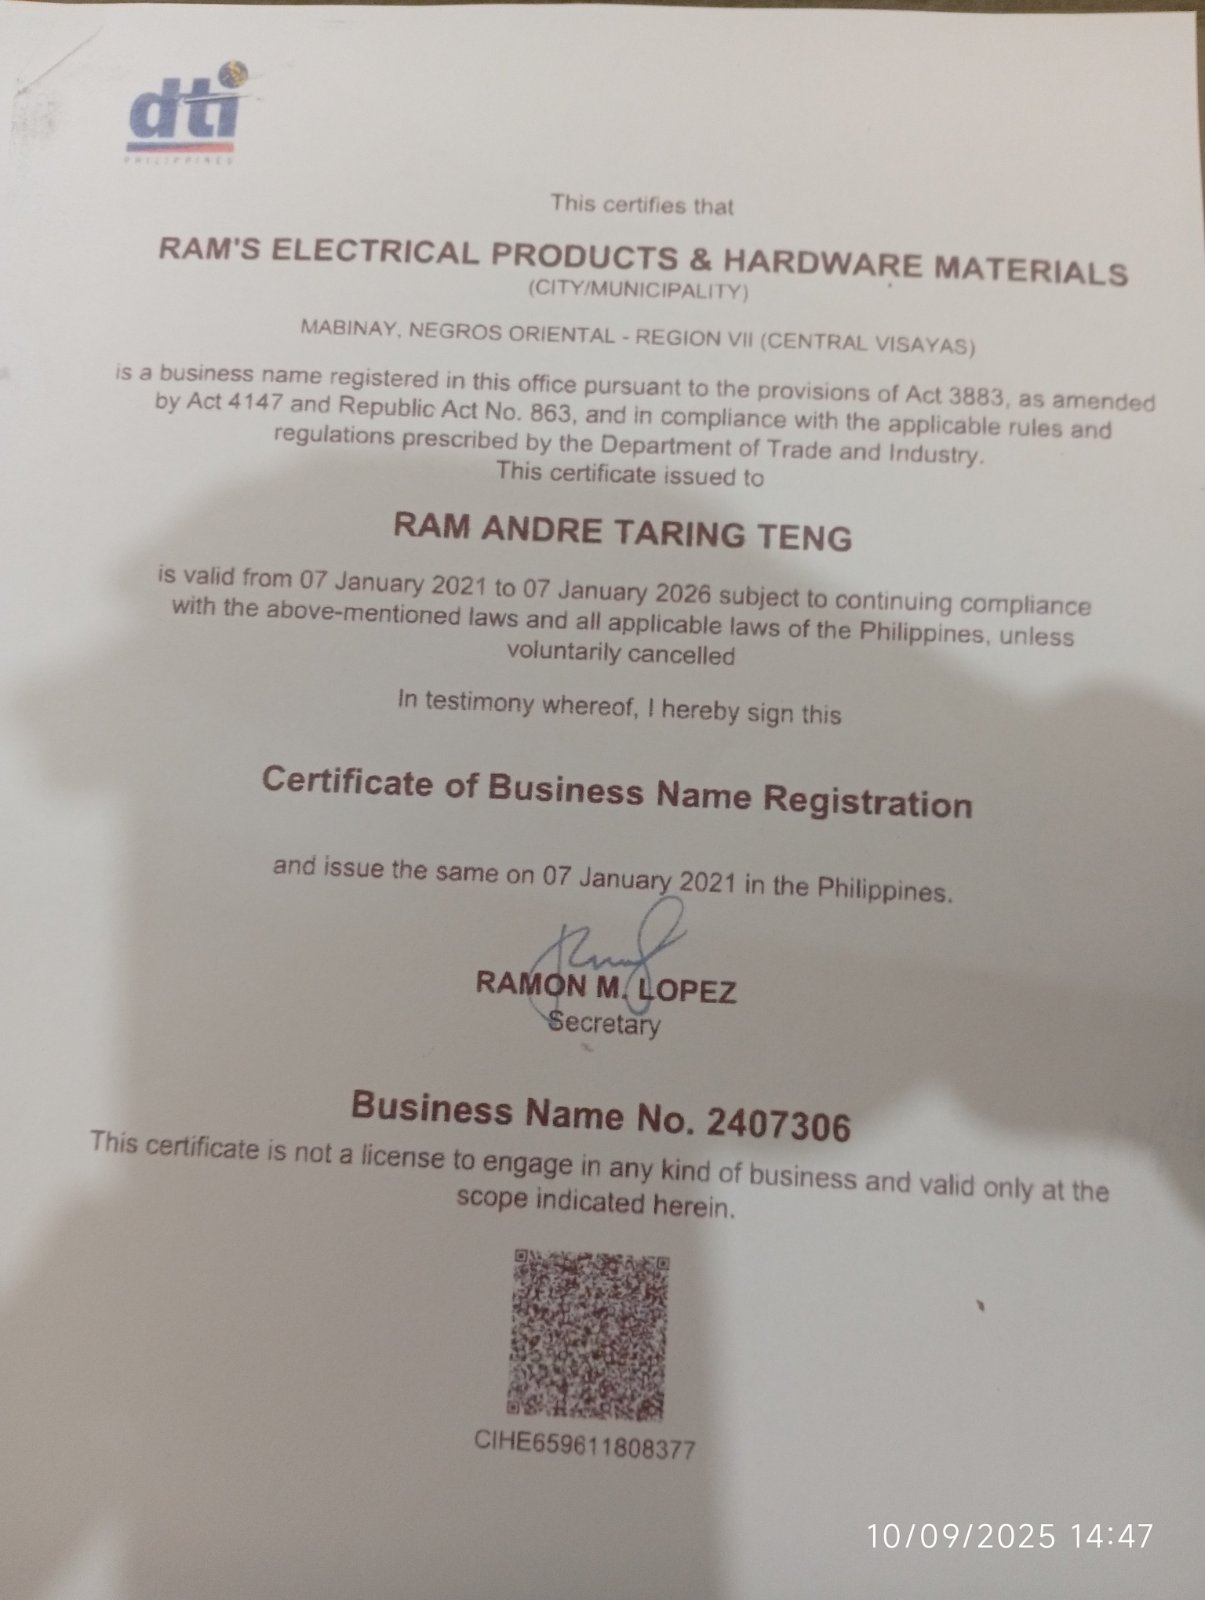 dti
PHILIPPINES
This certifies that
RAM'S ELECTRICAL PRODUCTS & HARDWARE MATERIALS
(CITY/MUNICIPALITY)
MABINAY, NEGROS ORIENTAL - REGION VII (CENTRAL VISAYAS)
is a business name registered in this office pursuant to the provisions of Act 3883, as amended
by Act 4147 and Republic Act No. 863, and in compliance with the applicable rules and
regulations prescribed by the Department of Trade and Industry.
This certificate issued to
RAM ANDRE TARING TENG
is valid from 07 January 2021 to 07 January 2026 subject to continuing compliance
with the above-mentioned laws and all applicable laws of the Philippines, unless
voluntarily cancelled
In testimony whereof, I hereby sign this
Certificate of Business Name Registration
and issue the same on 07 January 2021 in the Philippines.
RAMON M. LOPEZ
Secretary
Business Name No. 2407306
This certificate is not a license to engage in any kind of business and valid only at the
scope indicated herein.
CIHE659611808377
10/09/2025 14:47